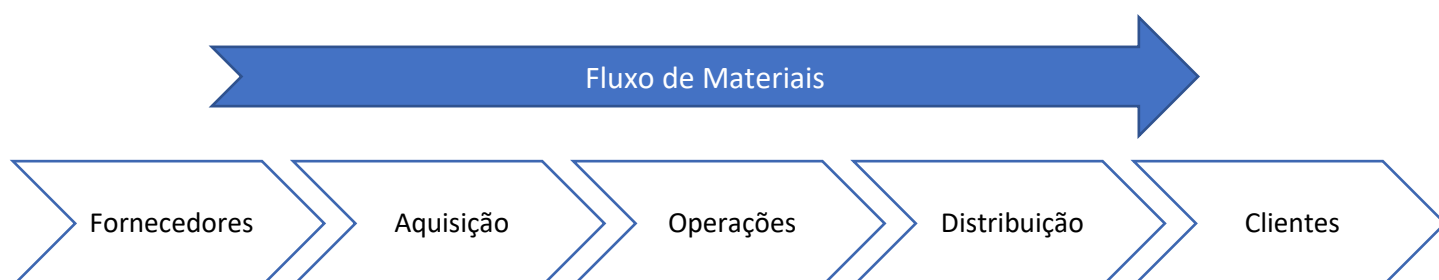 Fluxo de Materiais
Fornecedores
Aquisição
Operações
Distribuição
Clientes